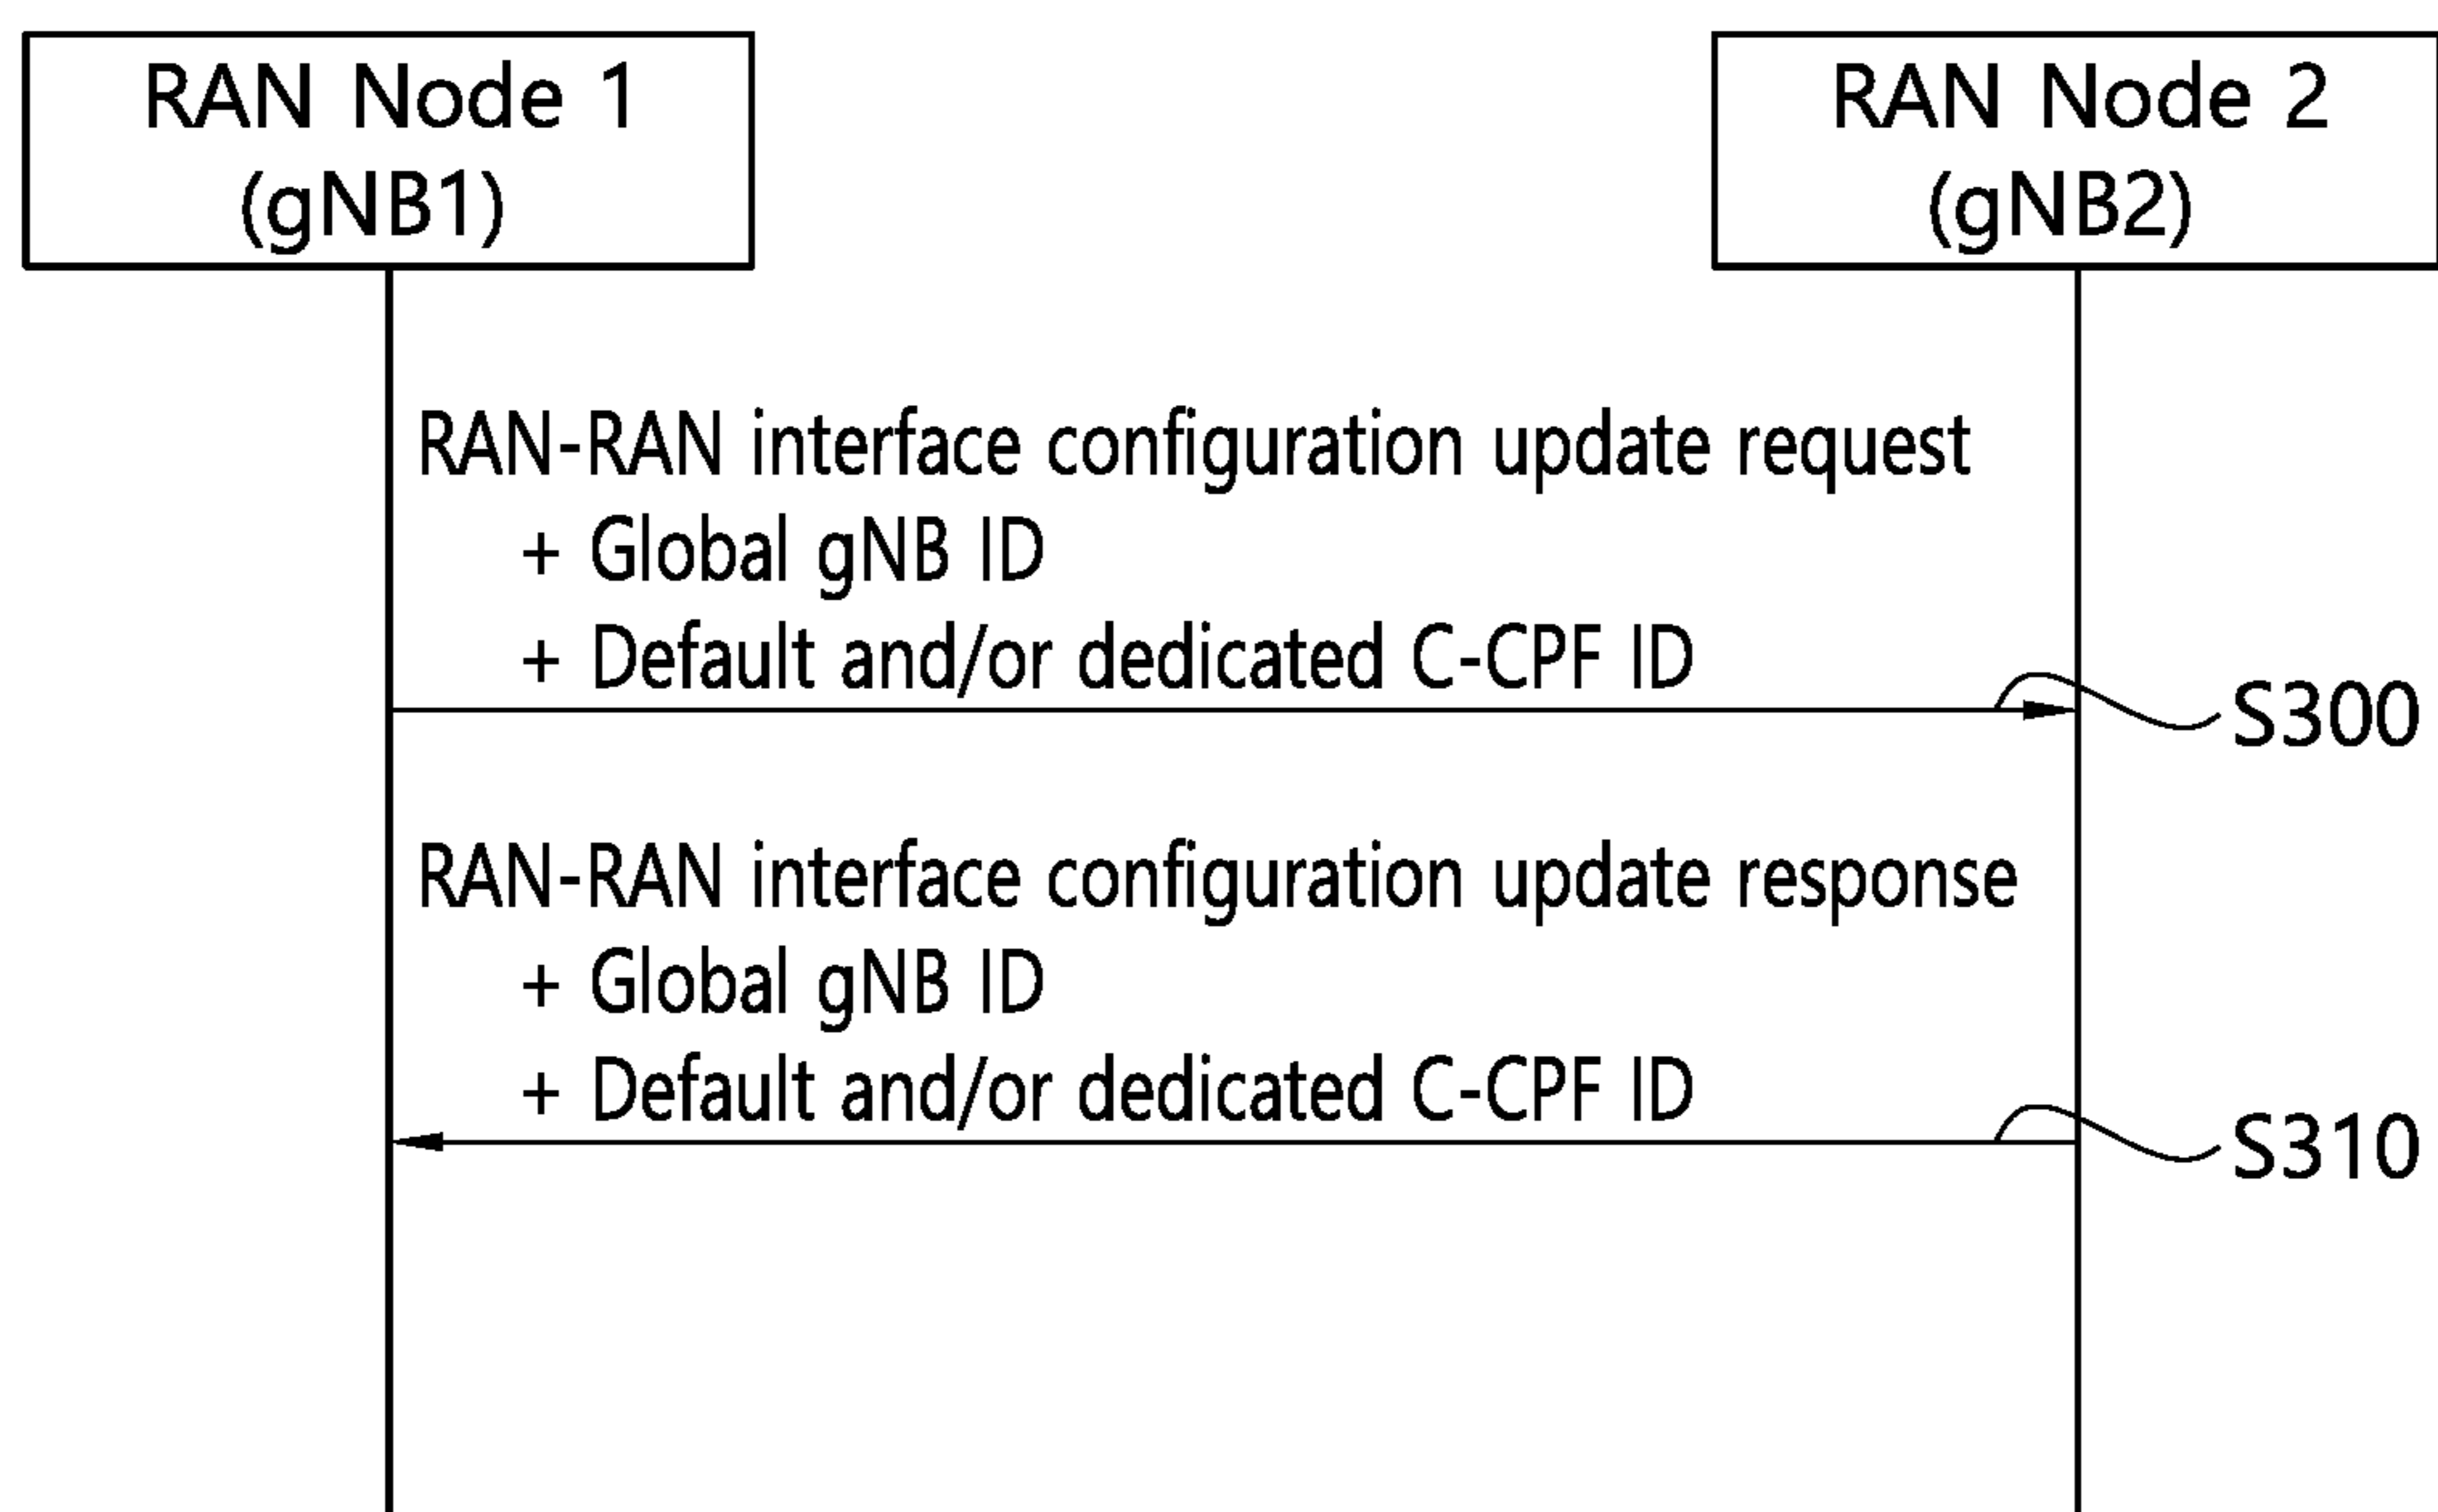 RAN Node 1
(gNB1)
RAN Node 2
(gNB2)
RAN-RAN interface configuration update request
+ Global gNB ID
+ Default and/or dedicated C-CPF ID
S300
RAN-RAN interface configuration update response
+ Global gNB ID
+ Default and/or dedicated C-CPF ID
S310